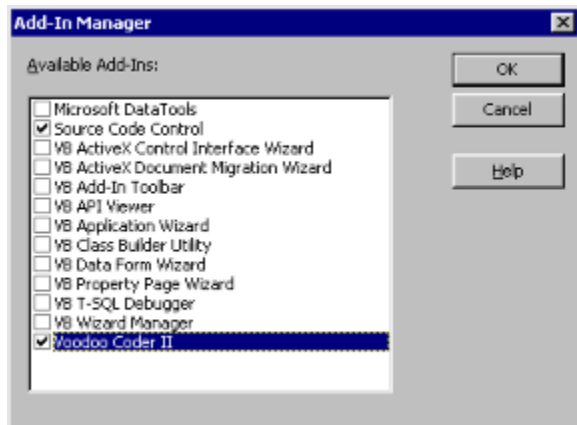 Add-In Manager
Available Add-Ins:
OK
Microsoft DataTools
Cancel
Source Code Control
VB ActiveX Control Interface Wizard
VB ActiveX Document Migration Wizard
Help
VB Add-In Toolbar
VB API Viewer
VB Application Wizard
VB Class Builder Utility
VB Data Form Wizard
VB Property Page Wizard
VB T-SQL Debugger
VB Wizard Manager
Voodoo Coder II